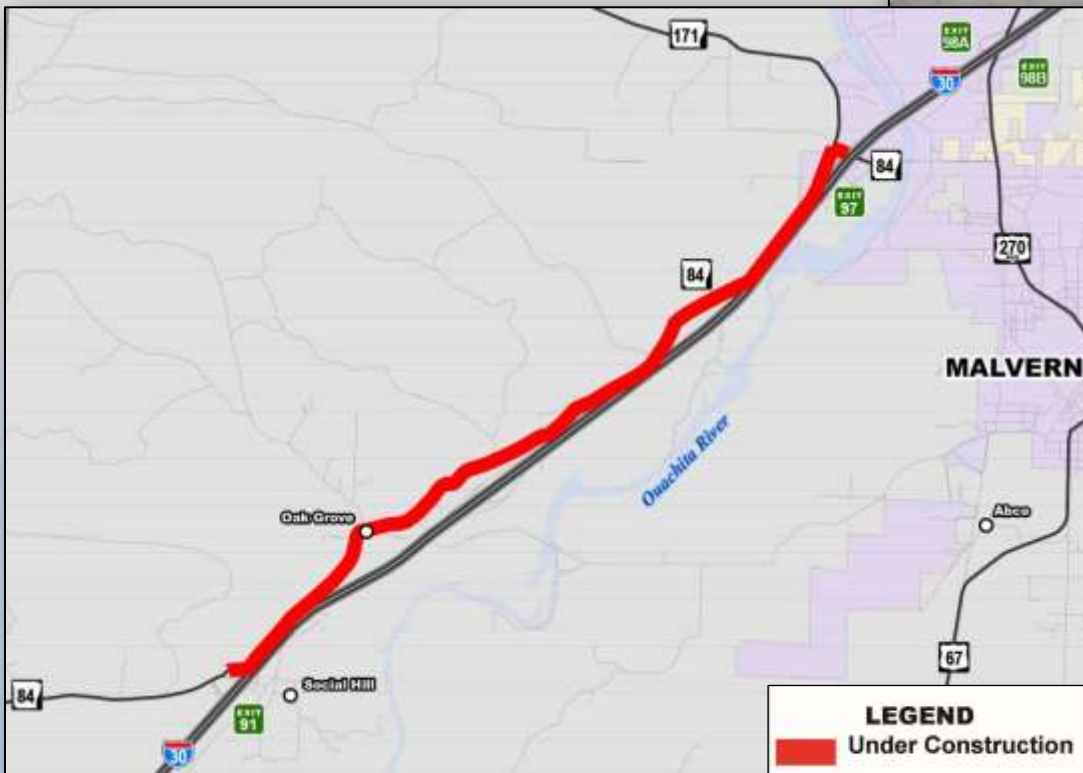 171
EXIT
98A
EXIT
98B
30
84
EXIT
97
270
84
MALVERN
Ouachita River
Oak Grove
Abco
67
84
Social Hill
EXIT
91
30
LEGEND
Under Construction